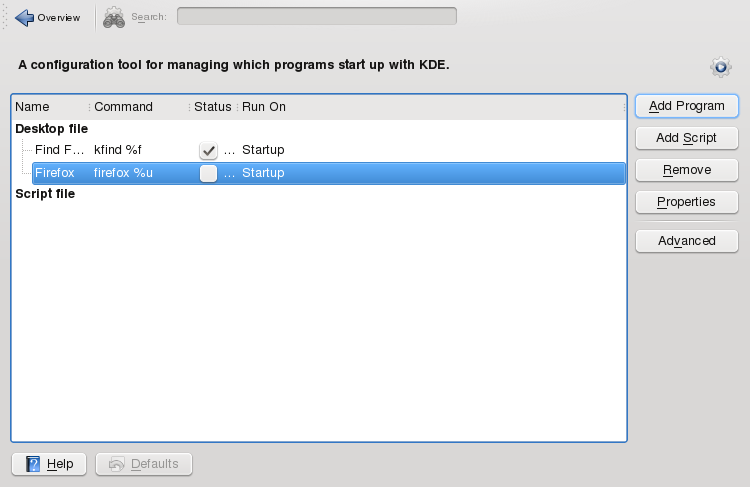 Overview Search:
A configuration tool for managing which programs start up with KDE.
Name Command Status Run On
Desktop file
Find F... kfind %f ... Startup
Firefox firefox %u ... Startup
Script file
Add Program
Add Script
Remove
Properties
Advanced
Help Defaults